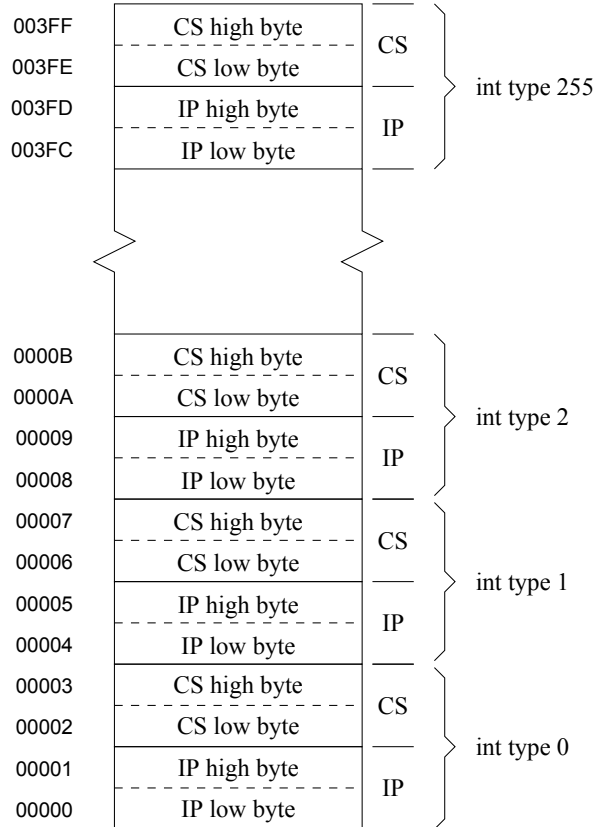 003FF CS high byte
CS
003FE CS low byte
int type 255
003FD IP high byte
IP
003FC IP low byte
0000B CS high byte
CS
0000A CS low byte
int type 2
00009 IP high byte
IP
00008 IP low byte
00007 CS high byte
CS
00006 CS low byte
int type 1
00005 IP high byte
IP
00004 IP low byte
00003 CS high byte
CS
00002 CS low byte
int type 0
00001 IP high byte
IP
00000 IP low byte